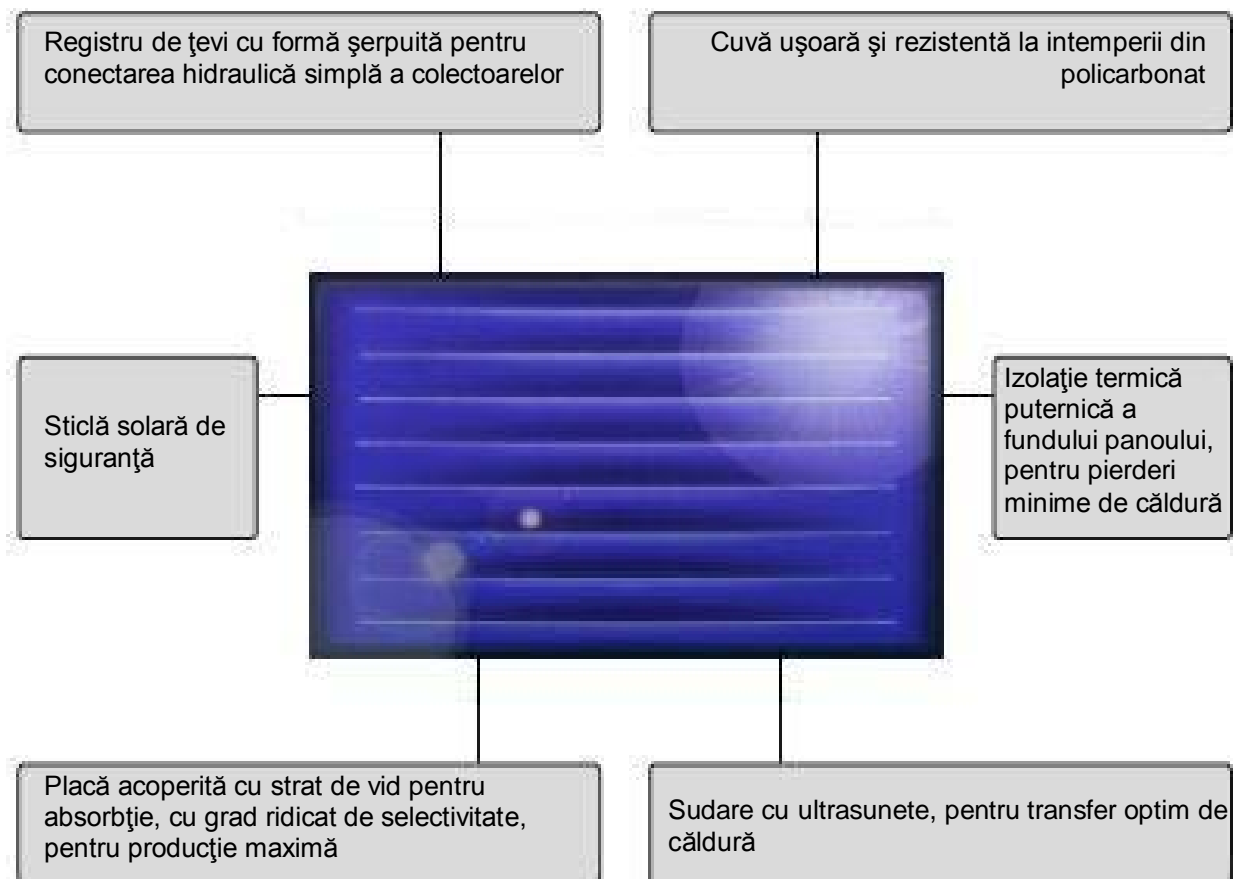 Registru de ţevi cu formă şerpuită pentru
conectarea hidraulică simplă a colectoarelor
Cuvă uşoară şi rezistentă la intemperii din
policarbonat
Sticlă solară de
siguranţă
Izolaţie termică
puternică a
fundului panoului,
pentru pierderi
minime de căldură
Placă acoperită cu strat de vid pentru
absorbţie, cu grad ridicat de selectivitate,
pentru producţie maximă
Sudare cu ultrasunete, pentru transfer optim de
căldură